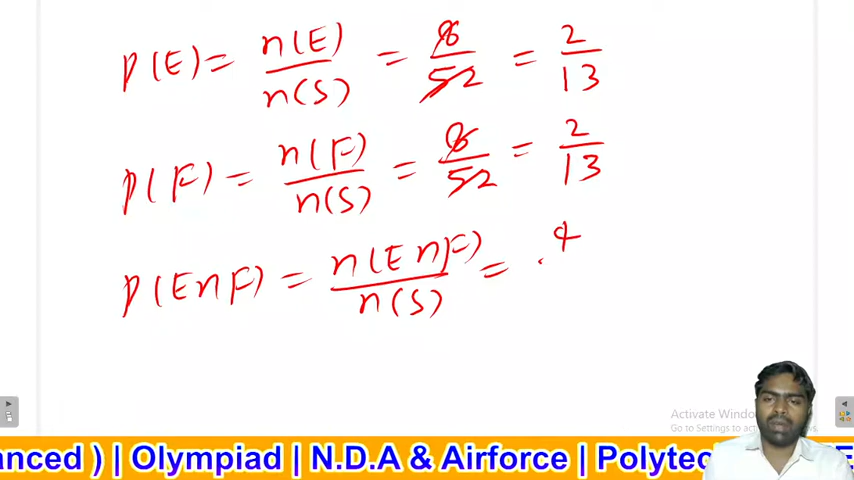 P(E) = n(E)/n(S) = 8/52 = 2/13
P(F) = n(F)/n(S) = 8/52 = 2/13
P(E∩F) = n(E∩F)/n(S) = 4
Activate Windo
Go to Settings to activ
anced ) | Olympiad | N.D.A & Airforce | Polytec E